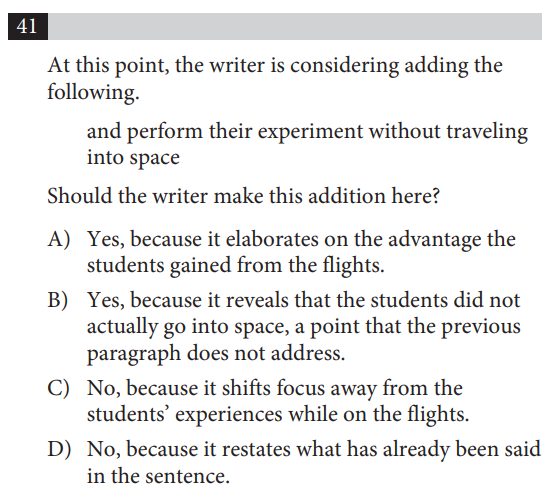 41
At this point, the writer is considering adding the
following.
and perform their experiment without traveling
into space
Should the writer make this addition here?
A) Yes, because it elaborates on the advantage the
students gained from the flights.
B) Yes, because it reveals that the students did not
actually go into space, a point that the previous
paragraph does not address.
C) No, because it shifts focus away from the
students’ experiences while on the flights.
D) No, because it restates what has already been said
in the sentence.